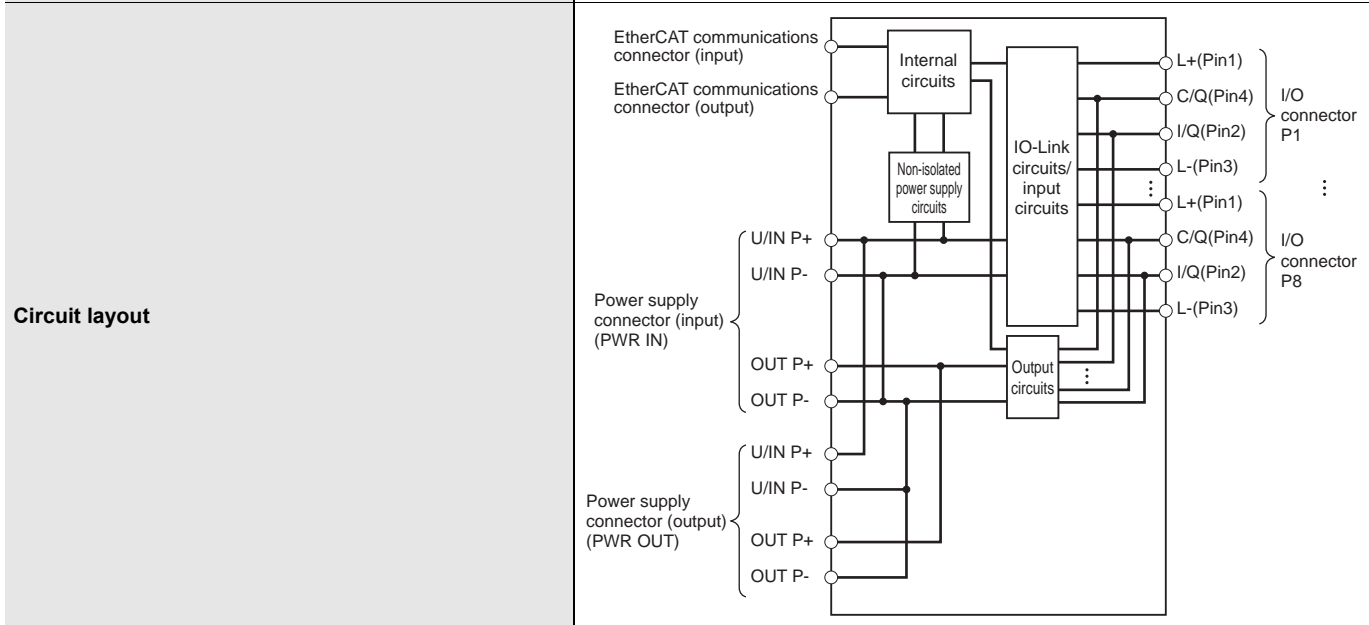 Circuit layout
EtherCAT communications
connector (input)
EtherCAT communications
connector (output)
Internal
circuits
Non-isolated
power supply
circuits
IO-Link
circuits/
input
circuits
Output
circuits
L+(Pin1)
C/Q(Pin4)
I/Q(Pin2)
L-(Pin3)
I/O
connector
P1
L+(Pin1)
C/Q(Pin4)
I/Q(Pin2)
L-(Pin3)
I/O
connector
P8
Power supply
connector (input)
(PWR IN)
U/IN P+
U/IN P-
OUT P+
OUT P-
Power supply
connector (output)
(PWR OUT)
U/IN P+
U/IN P-
OUT P+
OUT P-